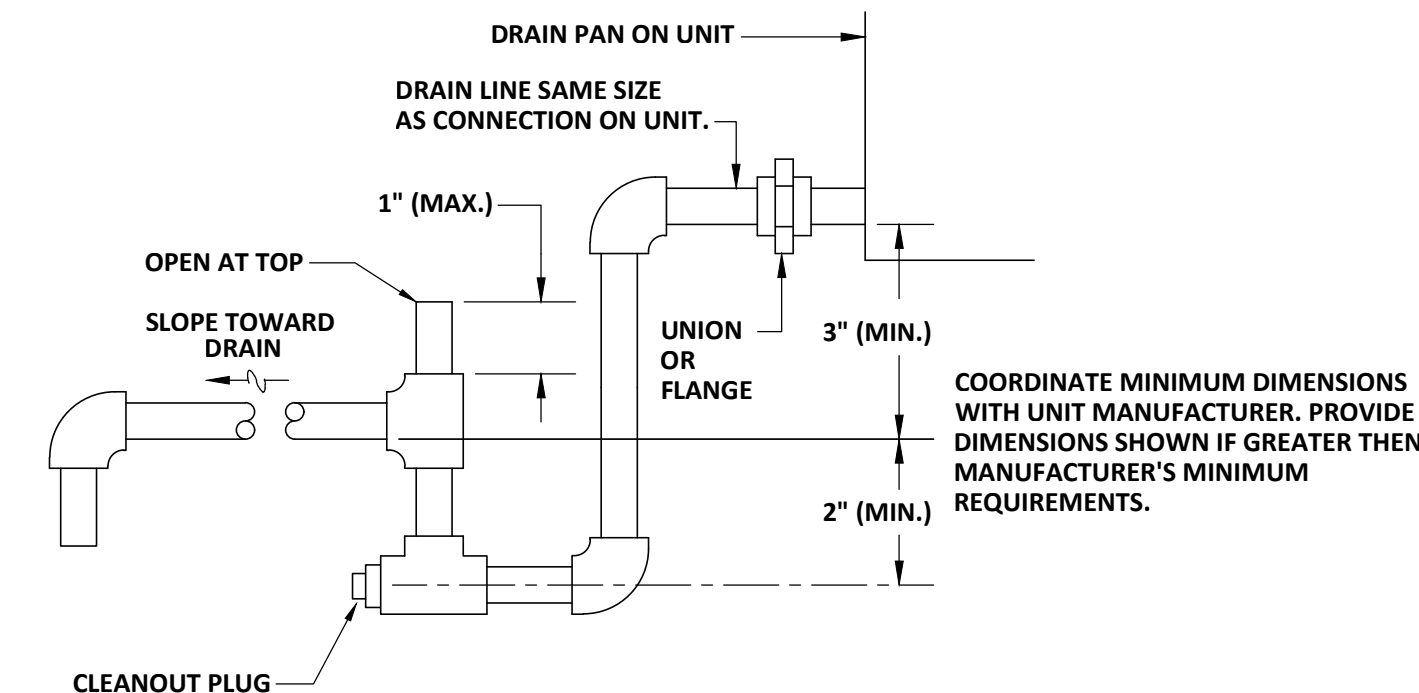 DRAIN PAN ON UNIT
DRAIN LINE SAME SIZE
AS CONNECTION ON UNIT.
1" (MAX.)
OPEN AT TOP
SLOPE TOWARD
DRAIN
UNION
OR
FLANGE
3" (MIN.)
COORDINATE MINIMUM DIMENSIONS
WITH UNIT MANUFACTURER. PROVIDE
DIMENSIONS SHOWN IF GREATER THEN
MANUFACTURER'S MINIMUM
REQUIREMENTS.
2" (MIN.)
CLEANOUT PLUG